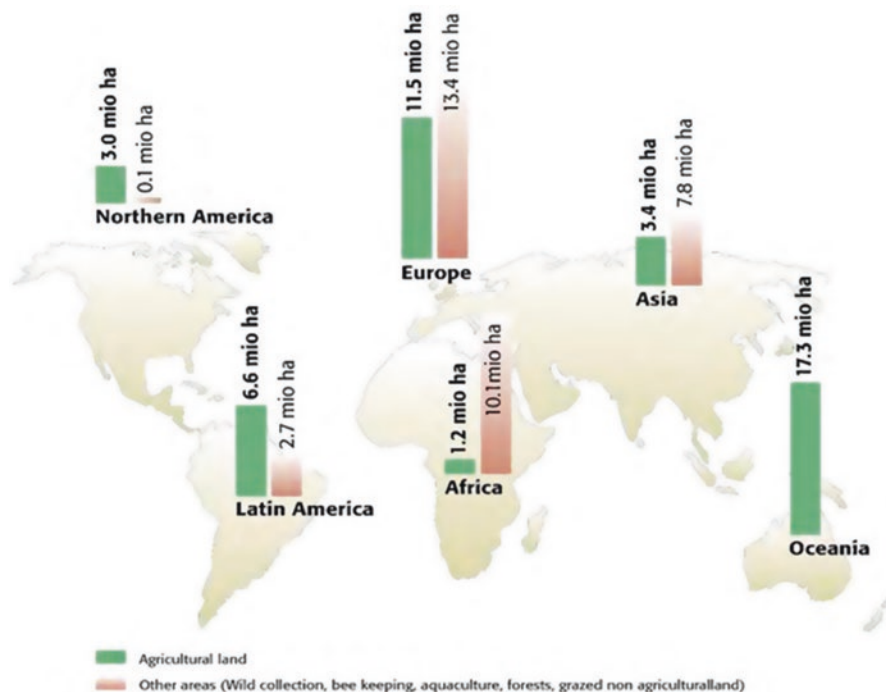 3.0 mio ha
0.1 mio ha
Northern America
11.5 mio ha
13.4 mio ha
Europe
3.4 mio ha
7.8 mio ha
Asia
17.3 mio ha
Oceania
6.6 mio ha
2.7 mio ha
Latin America
1.2 mio ha
10.1mio ha
Africa
Agricultural land
Other areas (Wild collection, bee keeping, aquaculture, forests, grazed non agriculturalland)